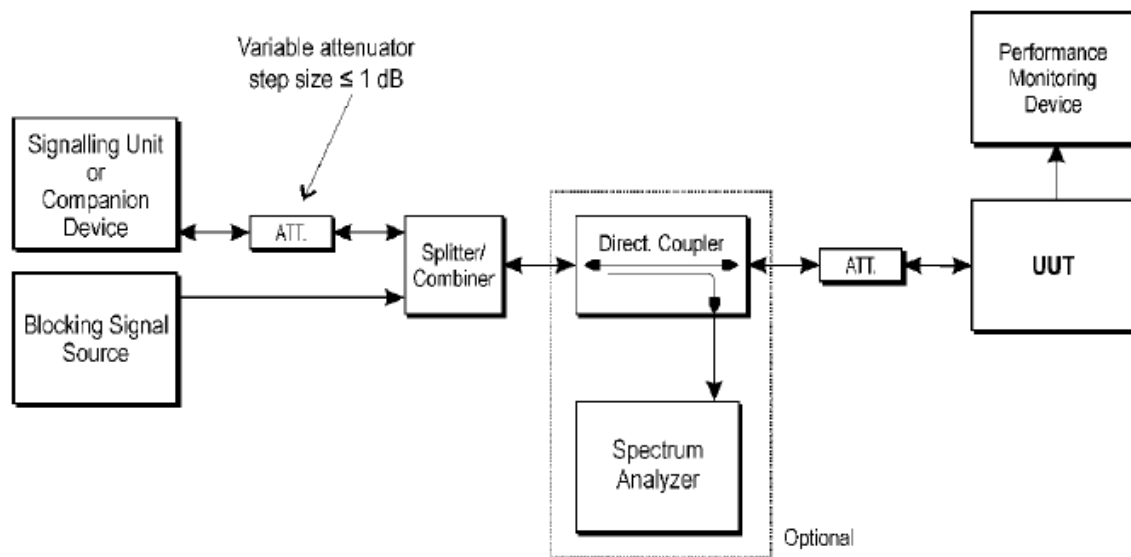 Variable attenuator
step size ≤ 1 dB
Performance
Monitoring
Device
Signalling Unit
or
Companion
Device
ATT.
Splitter/
Combiner
Direct. Coupler
ATT.
UUT
Blocking Signal
Source
Spectrum
Analyzer
Optional